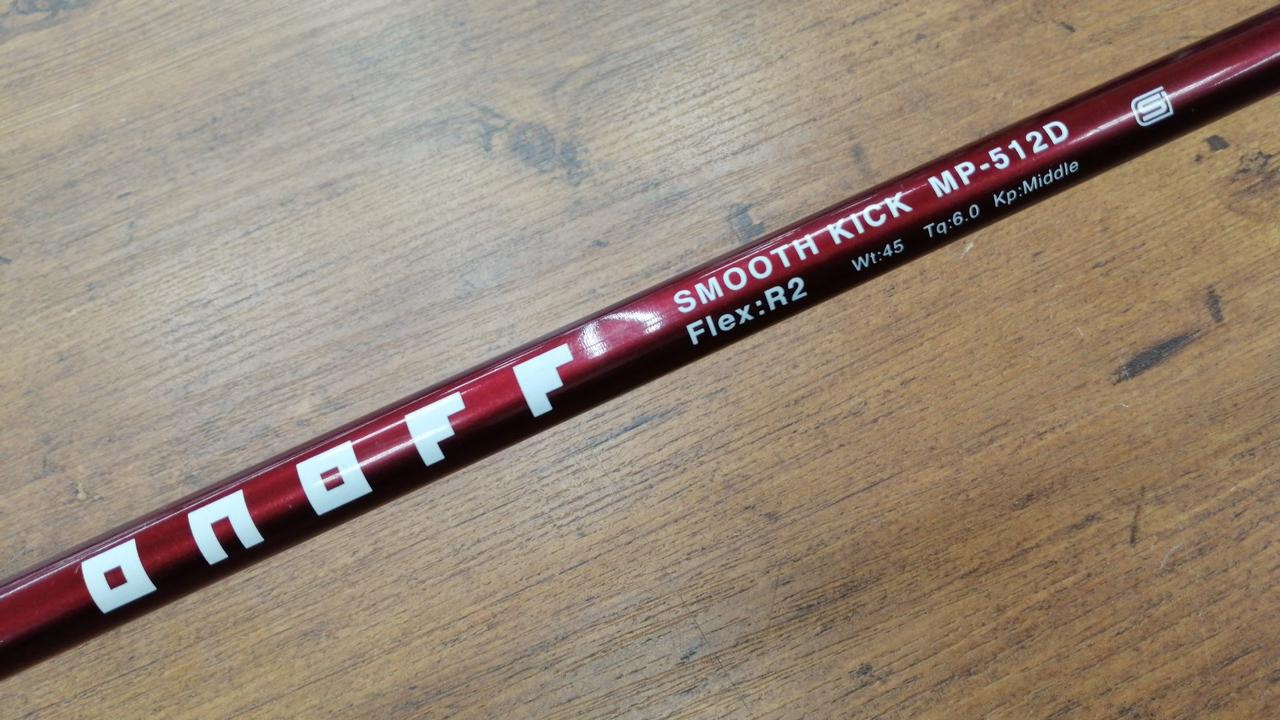 onoff
SMOOTH KICK MP-512D
Flex:R2 Wt:45 Tq:6.0 Kp:Middle